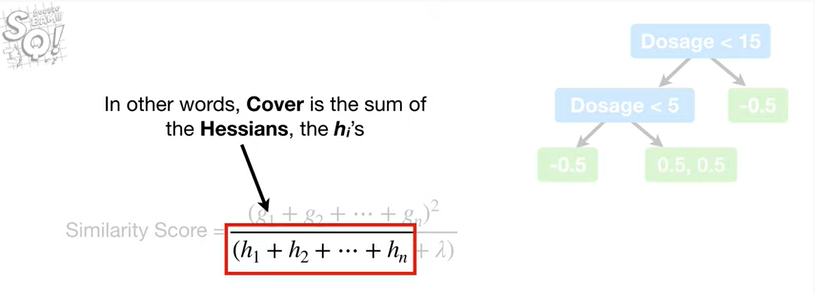 SQ!
Dosage < 15
In other words, Cover is the sum of
the Hessians, the hᵢ's
Dosage < 5
-0.5
-0.5
0.5, 0.5
Similarity Score = (g₁ + g₂ + ··· + gₙ)²
(h₁ + h₂ + ··· + hₙ + λ)